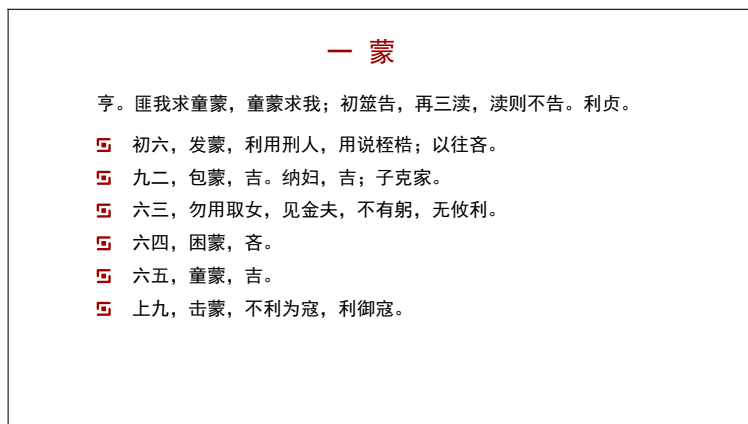 一 蒙
亨。匪我求童蒙，童蒙求我；初筮告，再三渎，渎则不告。利贞。
初六，发蒙，利用刑人，用说桎梏；以往吝。
九二，包蒙，吉。纳妇，吉；子克家。
六三，勿用取女，见金夫，不有躬，无攸利。
六四，困蒙，吝。
六五，童蒙，吉。
上九，击蒙，不利为寇，利御寇。